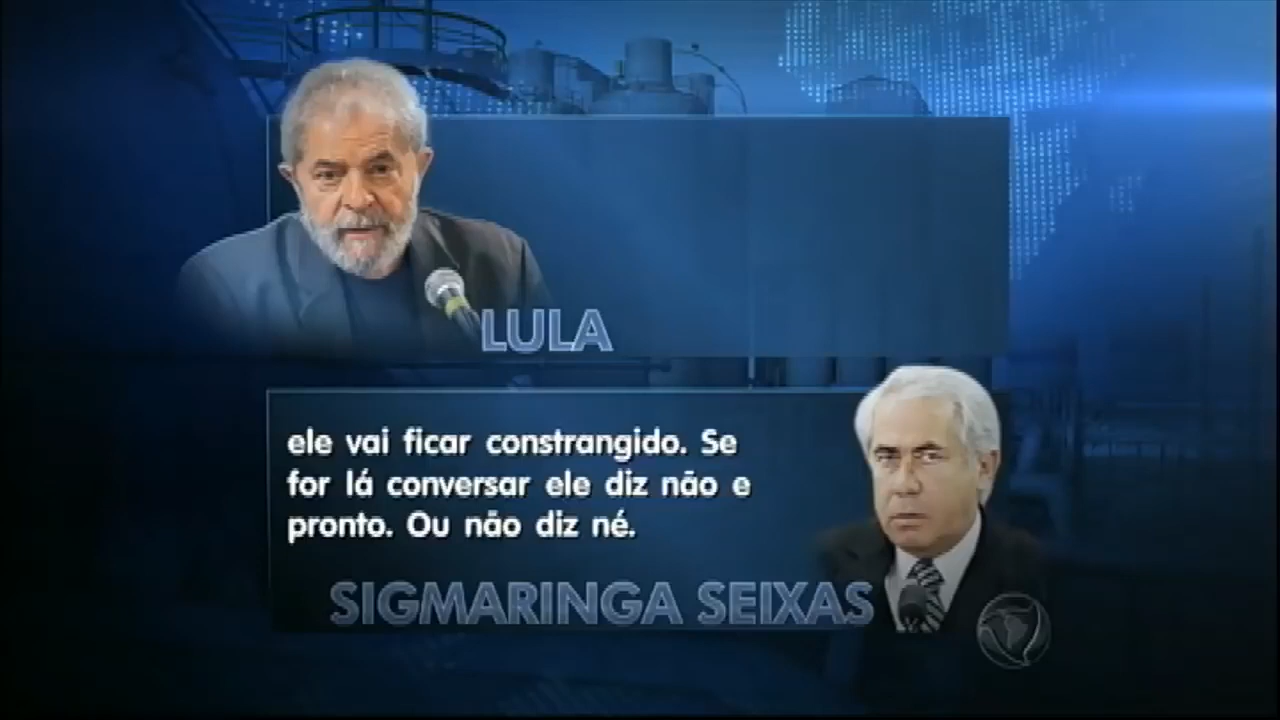 LULA
ele vai ficar constrangido. Se
for lá conversar ele diz não e
pronto. Ou não diz né.
SIGMARINGA SEIXAS